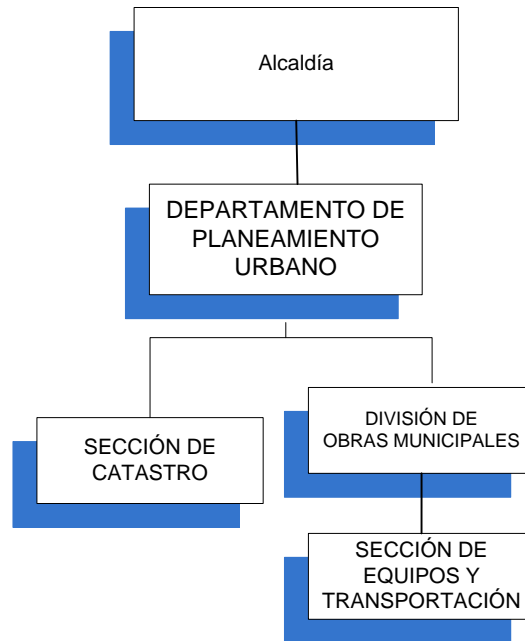 Alcaldía
DEPARTAMENTO DE
PLANEAMIENTO
URBANO
SECCIÓN DE
CATASTRO
DIVISIÓN DE
OBRAS MUNICIPALES
SECCIÓN DE
EQUIPOS Y
TRANSPORTACIÓN